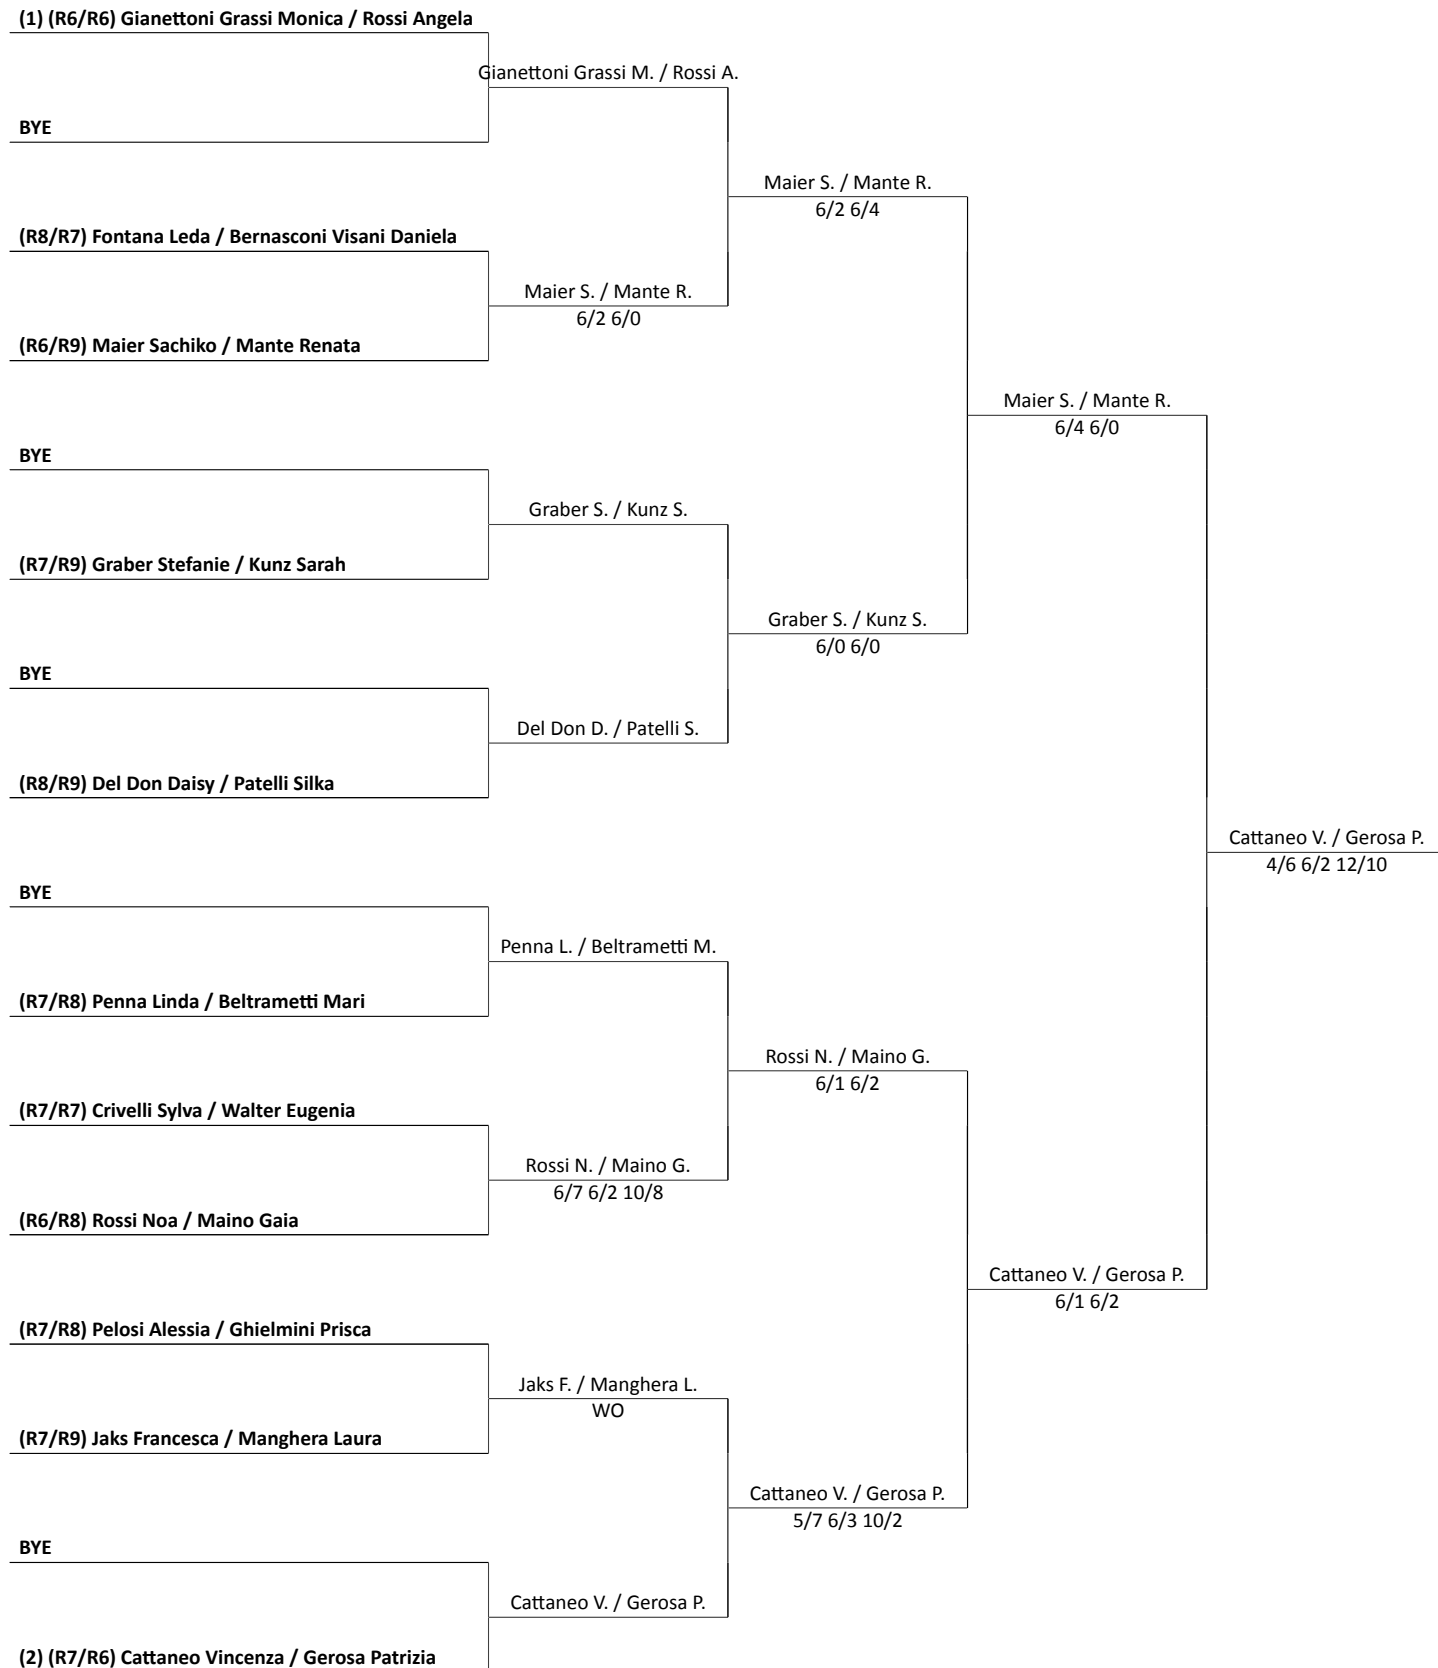 (1) (R6/R6) Gianettoni Grassi Monica / Rossi Angela
Gianettoni Grassi M. / Rossi A.
BYE
Maier S. / Mante R.
6/2 6/4
(R8/R7) Fontana Leda / Bernasconi Visani Daniela
Maier S. / Mante R.
6/2 6/0
(R6/R9) Maier Sachiko / Mante Renata
Maier S. / Mante R.
6/4 6/0
BYE
Graber S. / Kunz S.
(R7/R9) Graber Stefanie / Kunz Sarah
Graber S. / Kunz S.
6/0 6/0
BYE
Del Don D. / Patelli S.
(R8/R9) Del Don Daisy / Patelli Silka
Cattaneo V. / Gerosa P.
4/6 6/2 12/10
BYE
Penna L. / Beltrametti M.
(R7/R8) Penna Linda / Beltrametti Mari
Rossi N. / Maino G.
6/1 6/2
(R7/R7) Crivelli Sylva / Walter Eugenia
Rossi N. / Maino G.
6/7 6/2 10/8
(R6/R8) Rossi Noa / Maino Gaia
Cattaneo V. / Gerosa P.
6/1 6/2
(R7/R8) Pelosi Alessia / Ghielmini Prisca
Jaks F. / Manghera L.
WO
(R7/R9) Jaks Francesca / Manghera Laura
Cattaneo V. / Gerosa P.
5/7 6/3 10/2
BYE
Cattaneo V. / Gerosa P.
(2) (R7/R6) Cattaneo Vincenza / Gerosa Patrizia